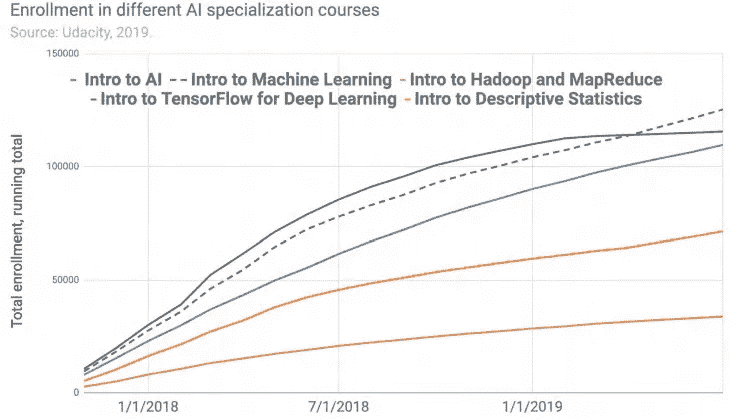 Enrollment in different AI specialization courses
Source: Udacity, 2019.
150000
- Intro to AI -- Intro to Machine Learning - Intro to Hadoop and MapReduce
- Intro to TensorFlow for Deep Learning - Intro to Descriptive Statistics
Total enrollment, running total
100000
50000
0
1/1/2018 7/1/2018 1/1/2019